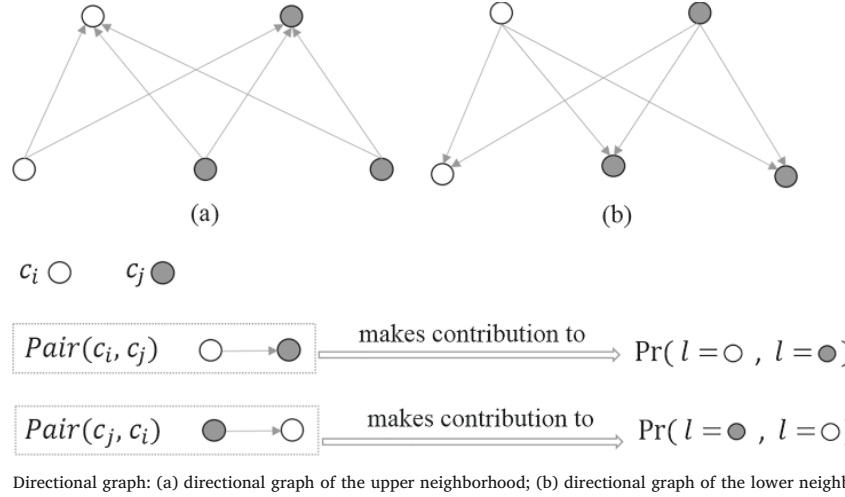 (a) (b)
c_i c_j
Pair(c_i, c_j) makes contribution to Pr( l = , l = )
Pair(c_j, c_i) makes contribution to Pr( l = , l =
Directional graph: (a) directional graph of the upper neighborhood; (b) directional graph of the lower